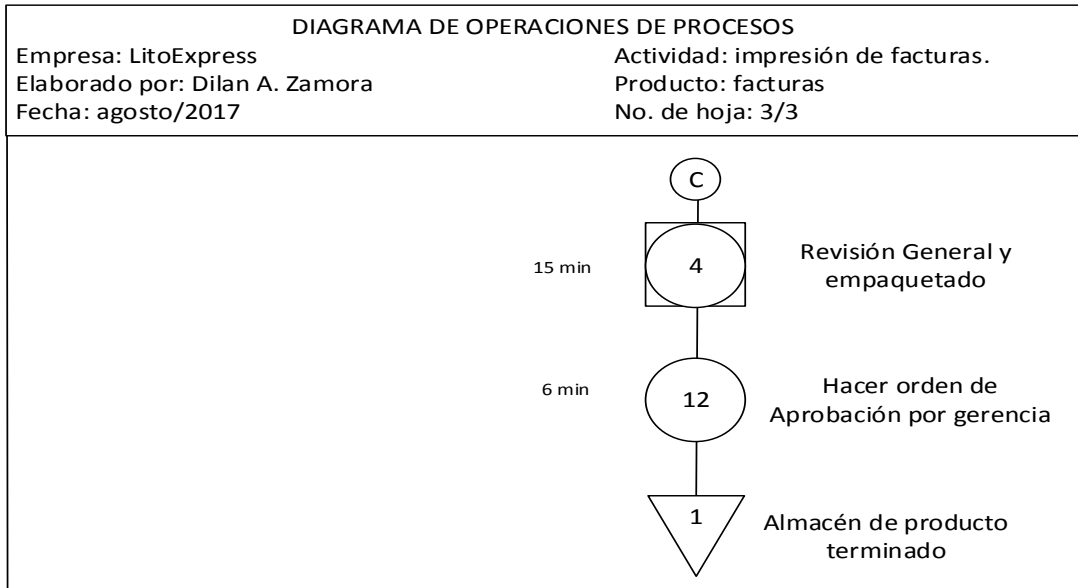 DIAGRAMA DE OPERACIONES DE PROCESOS
Empresa: LitoExpress
Actividad: impresión de facturas.
Elaborado por: Dilan A. Zamora
Producto: facturas
Fecha: agosto/2017
No. de hoja: 3/3
C
15 min
4
Revisión General y
empaquetado
6 min
12
Hacer orden de
Aprobación por gerencia
1
Almacén de producto
terminado